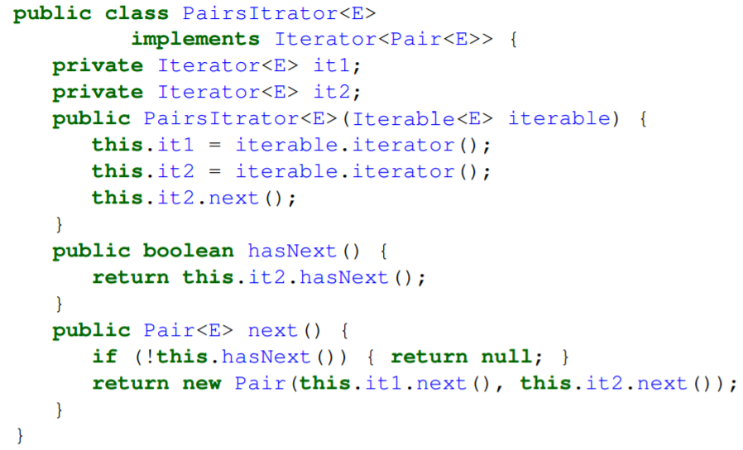 public class PairsItrator<E>
implements Iterator<Pair<E>> {
private Iterator<E> it1;
private Iterator<E> it2;
public PairsItrator<E>(Iterable<E> iterable) {
this.it1 = iterable.iterator();
this.it2 = iterable.iterator();
this.it2.next();
}
public boolean hasNext() {
return this.it2.hasNext();
}
public Pair<E> next() {
if (!this.hasNext()) { return null; }
return new Pair(this.it1.next(), this.it2.next());
}
}